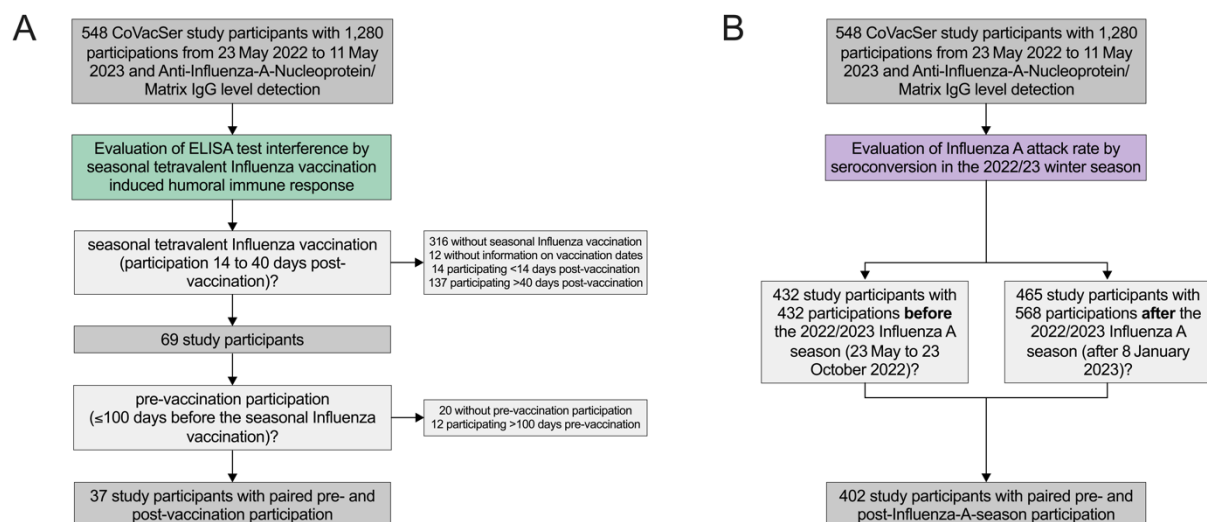 A
548 CoVacSer study participants with 1,280
participations from 23 May 2022 to 11 May
2023 and Anti-Influenza-A-Nucleoprotein/
Matrix IgG level detection
Evaluation of ELISA test interference by
seasonal tetravalent Influenza vaccination
induced humoral immune response
seasonal tetravalent Influenza vaccination
(participation 14 to 40 days post-
vaccination)?
316 without seasonal Influenza vaccination
12 without information on vaccination dates
14 participating <14 days post-vaccination
137 participating >40 days post-vaccination
69 study participants
pre-vaccination participation
(≤100 days before the seasonal Influenza
vaccination)?
20 without pre-vaccination participation
12 participating >100 days pre-vaccination
37 study participants with paired pre- and
post-vaccination participation
B
548 CoVacSer study participants with 1,280
participations from 23 May 2022 to 11 May
2023 and Anti-Influenza-A-Nucleoprotein/
Matrix IgG level detection
Evaluation of Influenza A attack rate by
seroconversion in the 2022/23 winter season
432 study participants with
432 participations before
the 2022/2023 Influenza A
season (23 May to 23
October 2022)?
465 study participants with
568 participations after the
2022/2023 Influenza A
season (after 8 January
2023)?
402 study participants with paired pre- and
post-Influenza-A-season participation